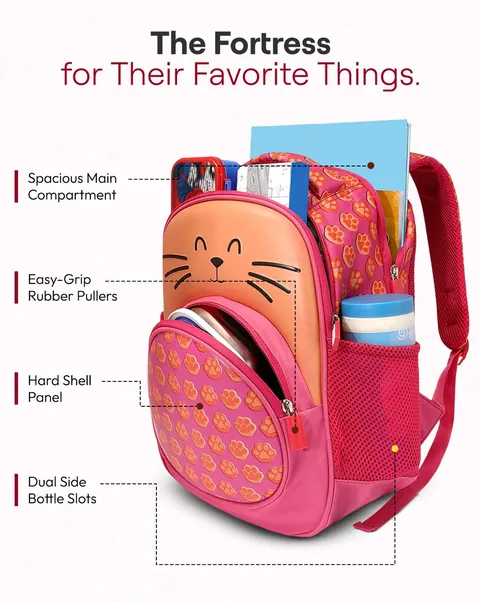 The Fortress
for Their Favorite Things.
Spacious Main
Compartment
Easy-Grip
Rubber Pullers
Hard Shell
Panel
Dual Side
Bottle Slots